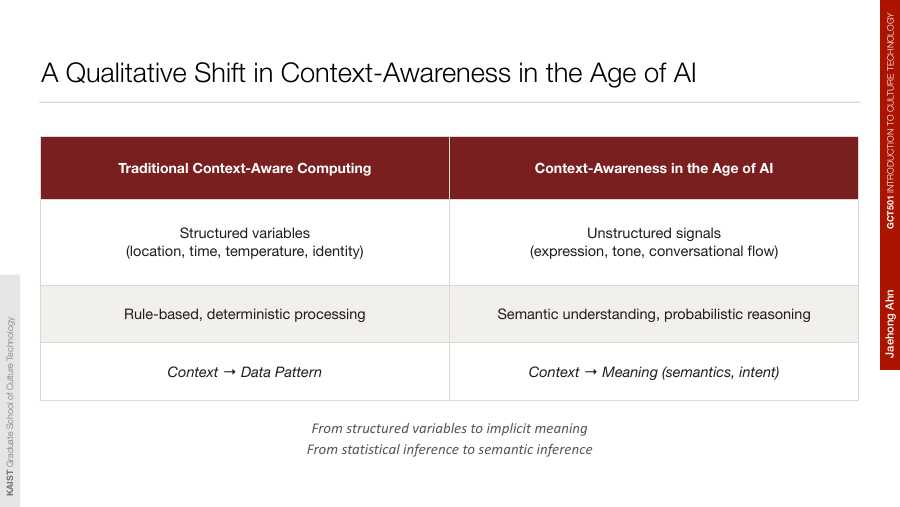 A Qualitative Shift in Context-Awareness in the Age of AI
Traditional Context-Aware Computing
Context-Awareness in the Age of AI
Structured variables
(location, time, temperature, identity)
Unstructured signals
(expression, tone, conversational flow)
Rule-based, deterministic processing
Semantic understanding, probabilistic reasoning
Context → Data Pattern
Context → Meaning (semantics, intent)
From structured variables to implicit meaning
From statistical inference to semantic inference
KAIST Graduate School of Culture Technology
GCT501 INTRODUCTION TO CULTURE TECHNOLOGY
Jaehong Ahn